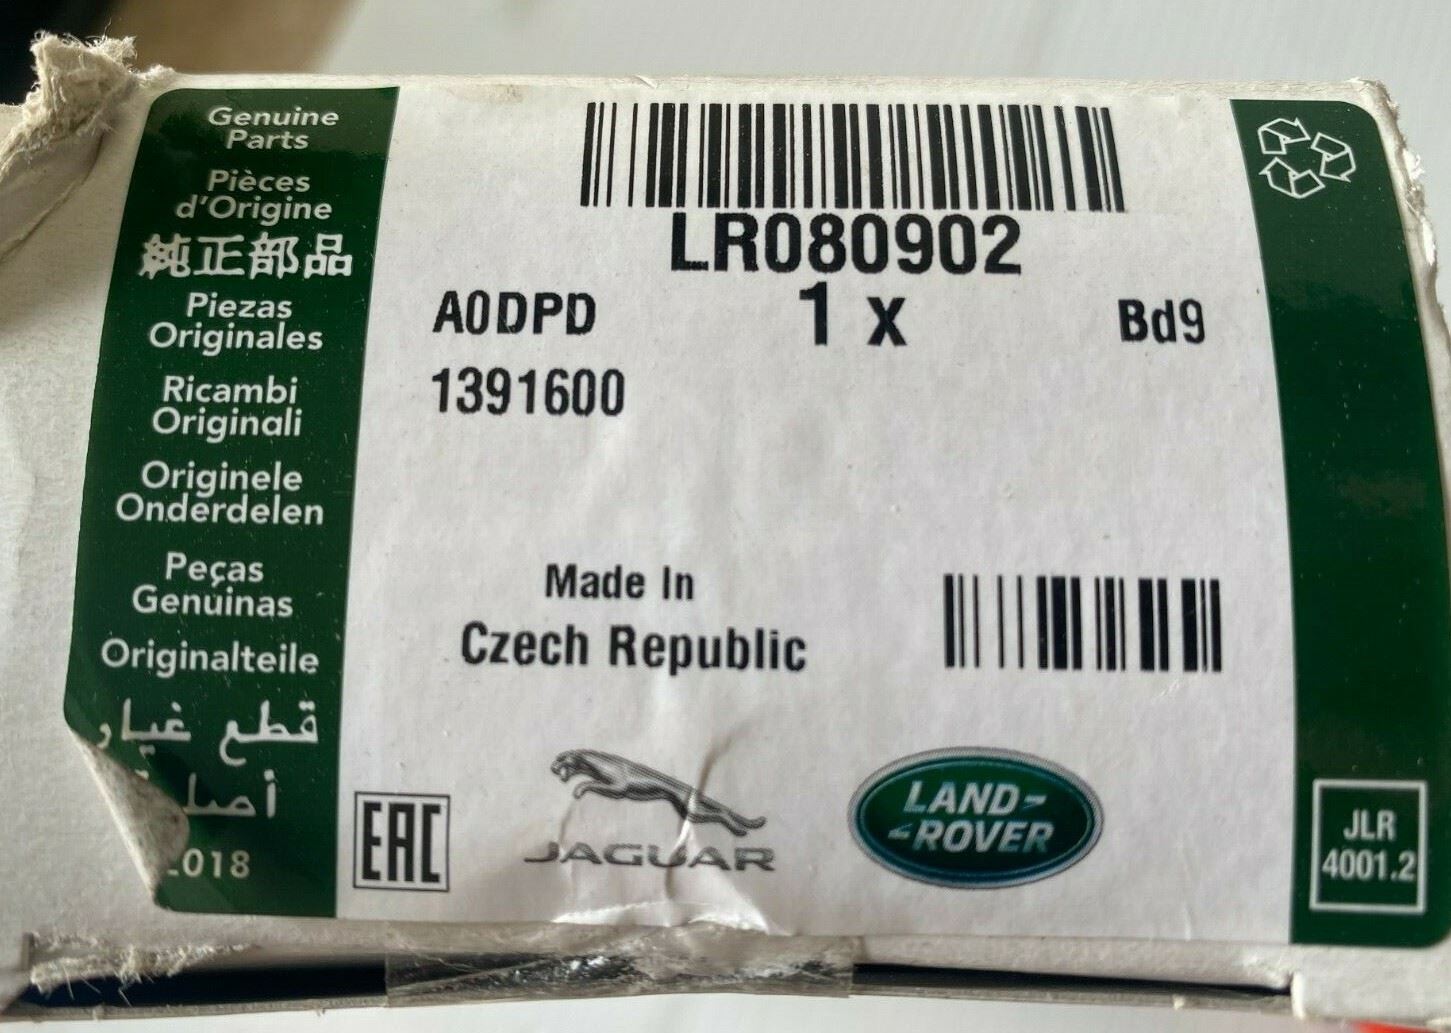 Genuine
Parts
Pièces
d'Origine
純正部品
Piezas
Originales
Ricambi
Originali
Originele
Onderdelen
Peças
Genuinas
Originalteile
قطع غيار
018
LR080902
A0DPD
1 x
Bd9
1391600
Made In
Czech Republic
EAC
JAGUAR
LAND-
-ROVER
JLR
4001.2